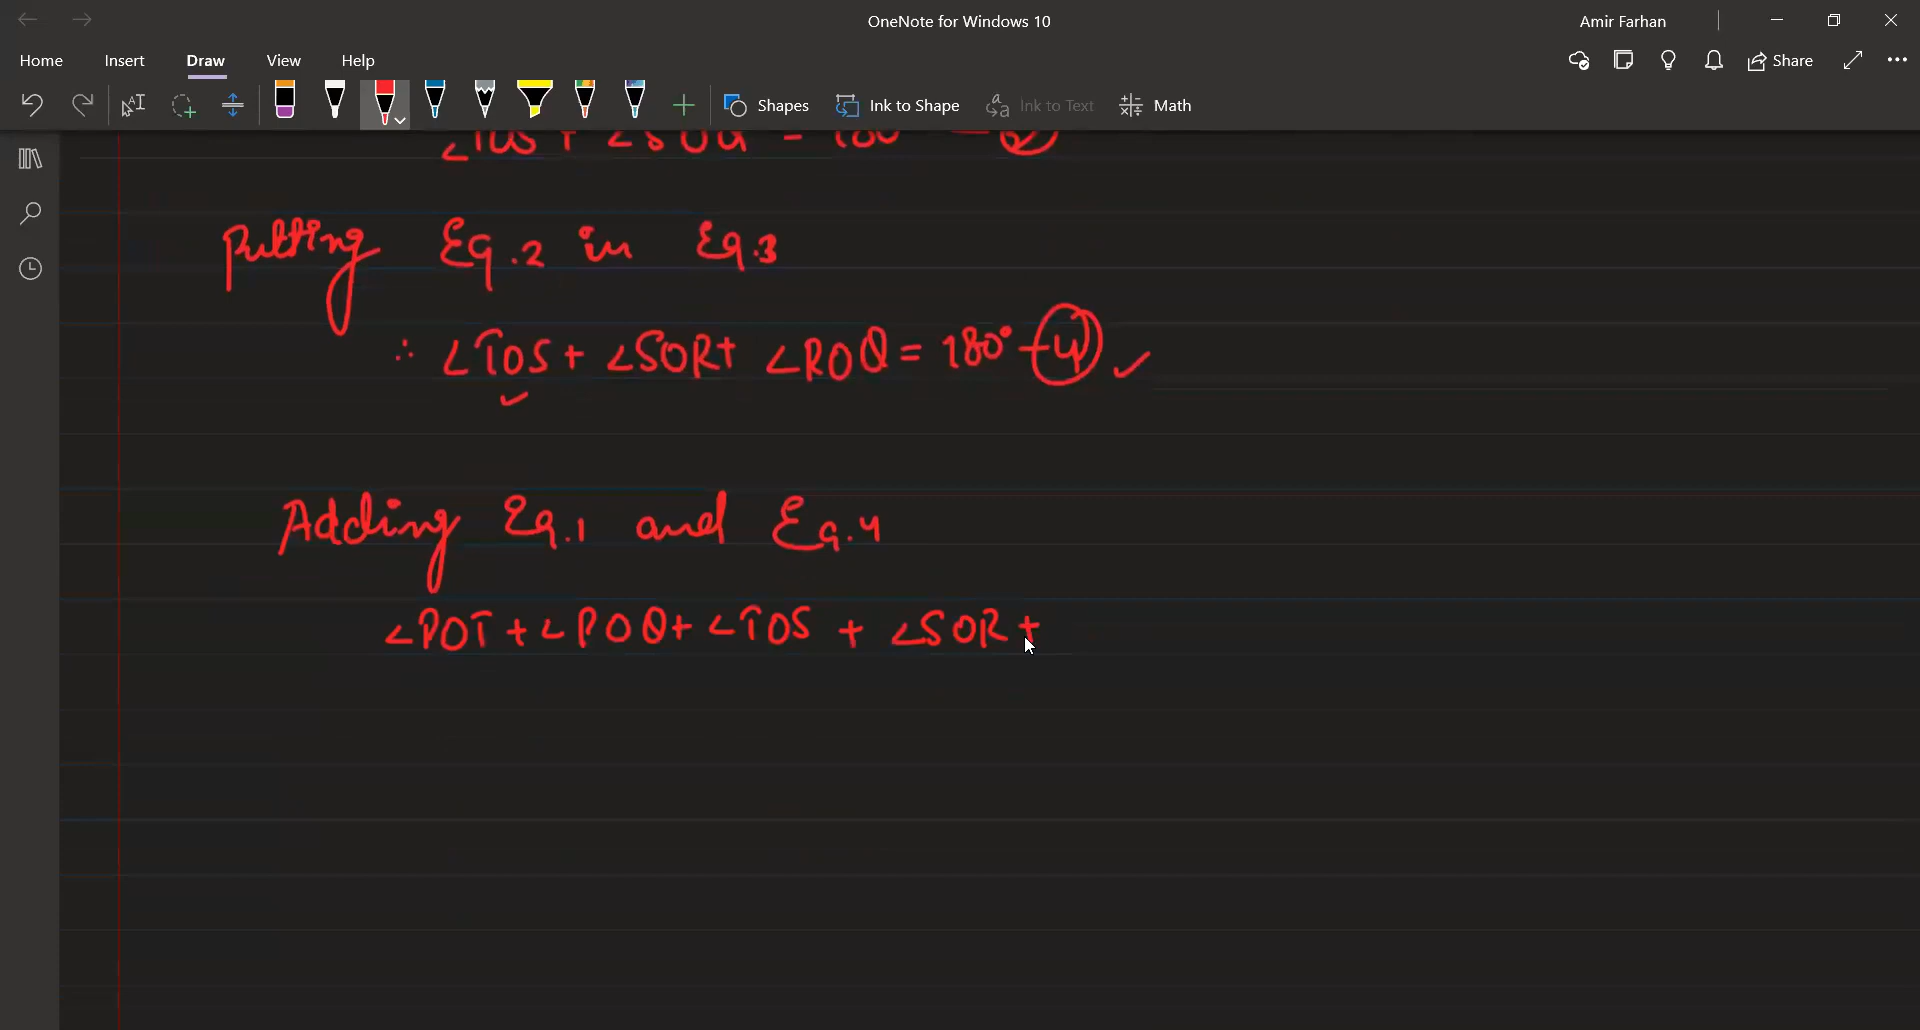 OneNote for Windows 10 Amir Farhan
Home Insert Draw View Help Share
Shapes Ink to Shape Ink to Text Math
Putting Eq.2 in Eq.3
∴ ∠TOS + ∠SOR + ∠ROQ = 180° — 4 ✓
✓
Adding Eq.1 and Eq.4
∠POT + ∠POQ + ∠TOS + ∠SOR +